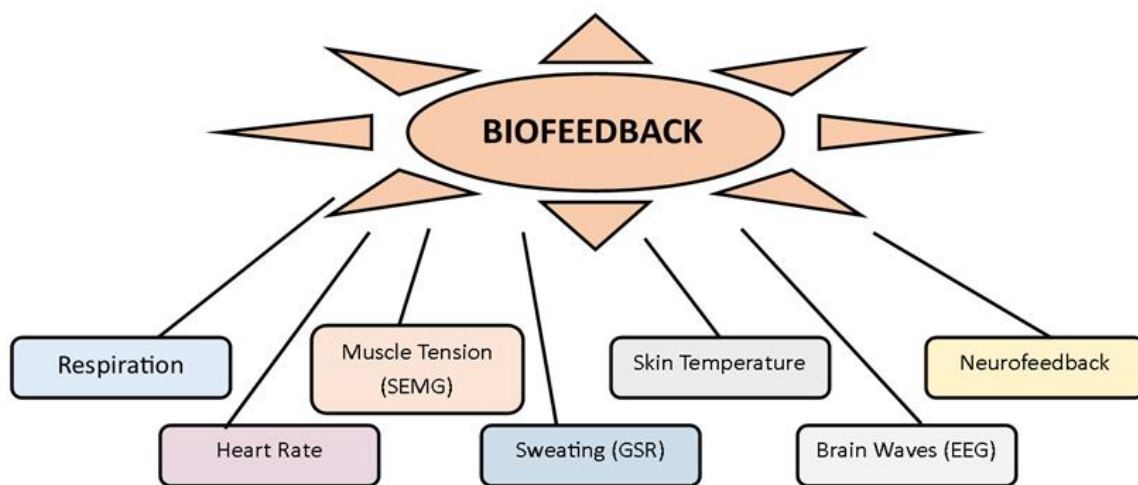 BIOFEEDBACK
Respiration
Muscle Tension
(SEMG)
Skin Temperature
Neurofeedback
Heart Rate
Sweating (GSR)
Brain Waves (EEG)